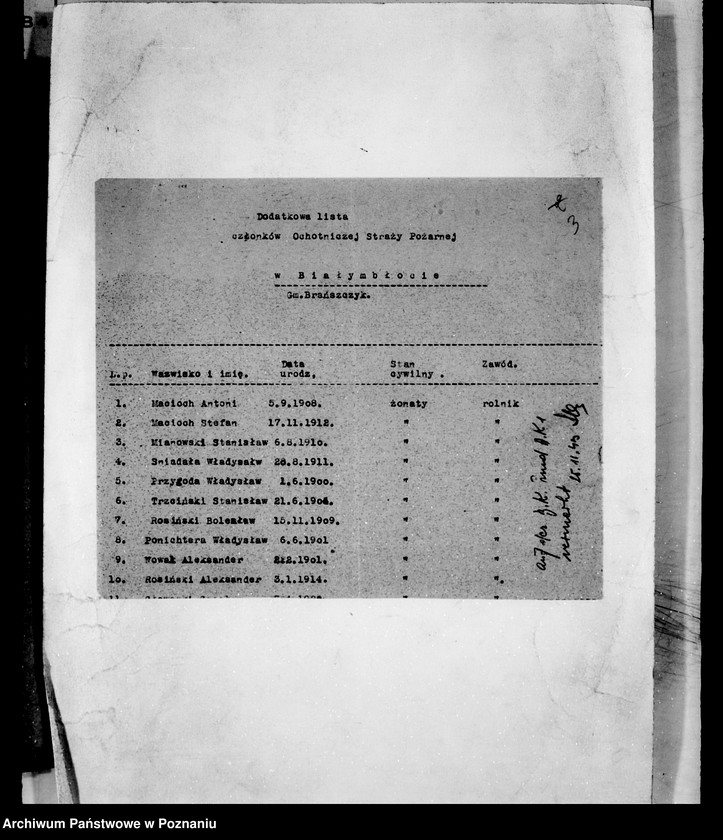 3
Dodatkowa lista
członków Ochotniczej Straży Pożarnej
w Białymbłocie
Gm.Brańszczyk.
L.p. Nazwisko i imię. Data urodz, Stan cywilny . Zawód.
1. Macioch Antoni 5.9.1908. żonaty rolnik
2. Macioch Stefan 17.11.1912. " "
3. Mianowski Stanisław 6.8.1910. " "
4. Śniadała Władysałw 28.8.1911. " "
5. Przygoda Władysław 1.6.1900. " "
6. Trzciński Stanisław 21.6.1904. " "
7. Rosiński Bolesław 15.11.1909. " "
8. Ponichtera Władysław 6.6.1901 " "
9. Nowak Aleksander 1901. " "
10. Rosiński Aleksander 3.1.1914. " ".
11.
Archiwum Państwowe w Poznaniu